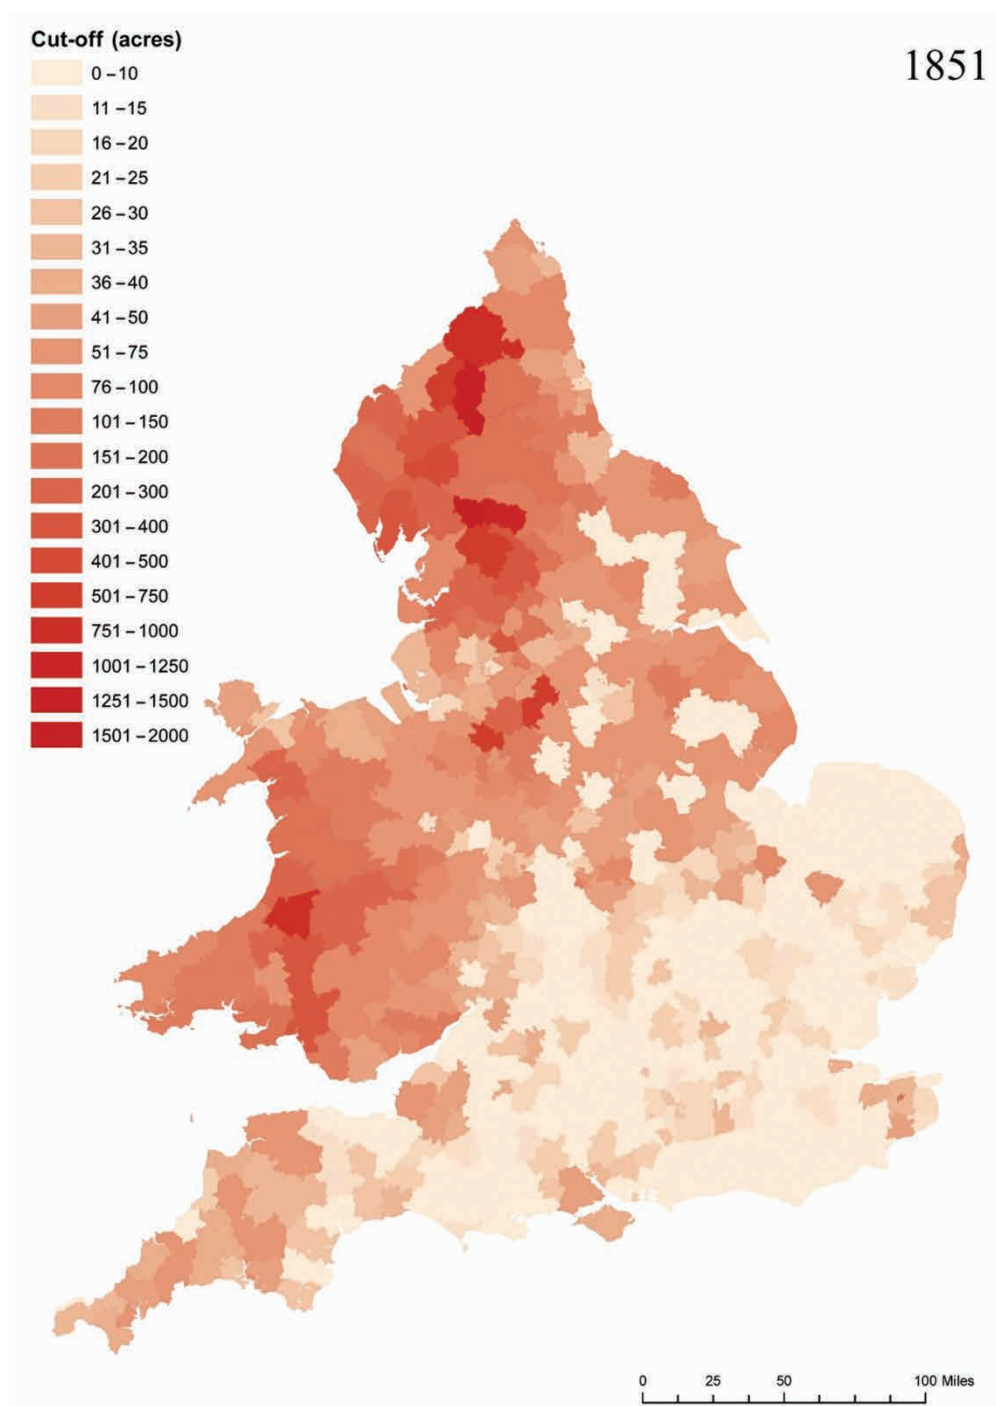 Cut-off (acres)
1851
0 – 10
11 – 15
16 – 20
21 – 25
26 – 30
31 – 35
36 – 40
41 – 50
51 – 75
76 – 100
101 – 150
151 – 200
201 – 300
301 – 400
401 – 500
501 – 750
751 – 1000
1001 – 1250
1251 – 1500
1501 – 2000
0 25 50 100 Miles